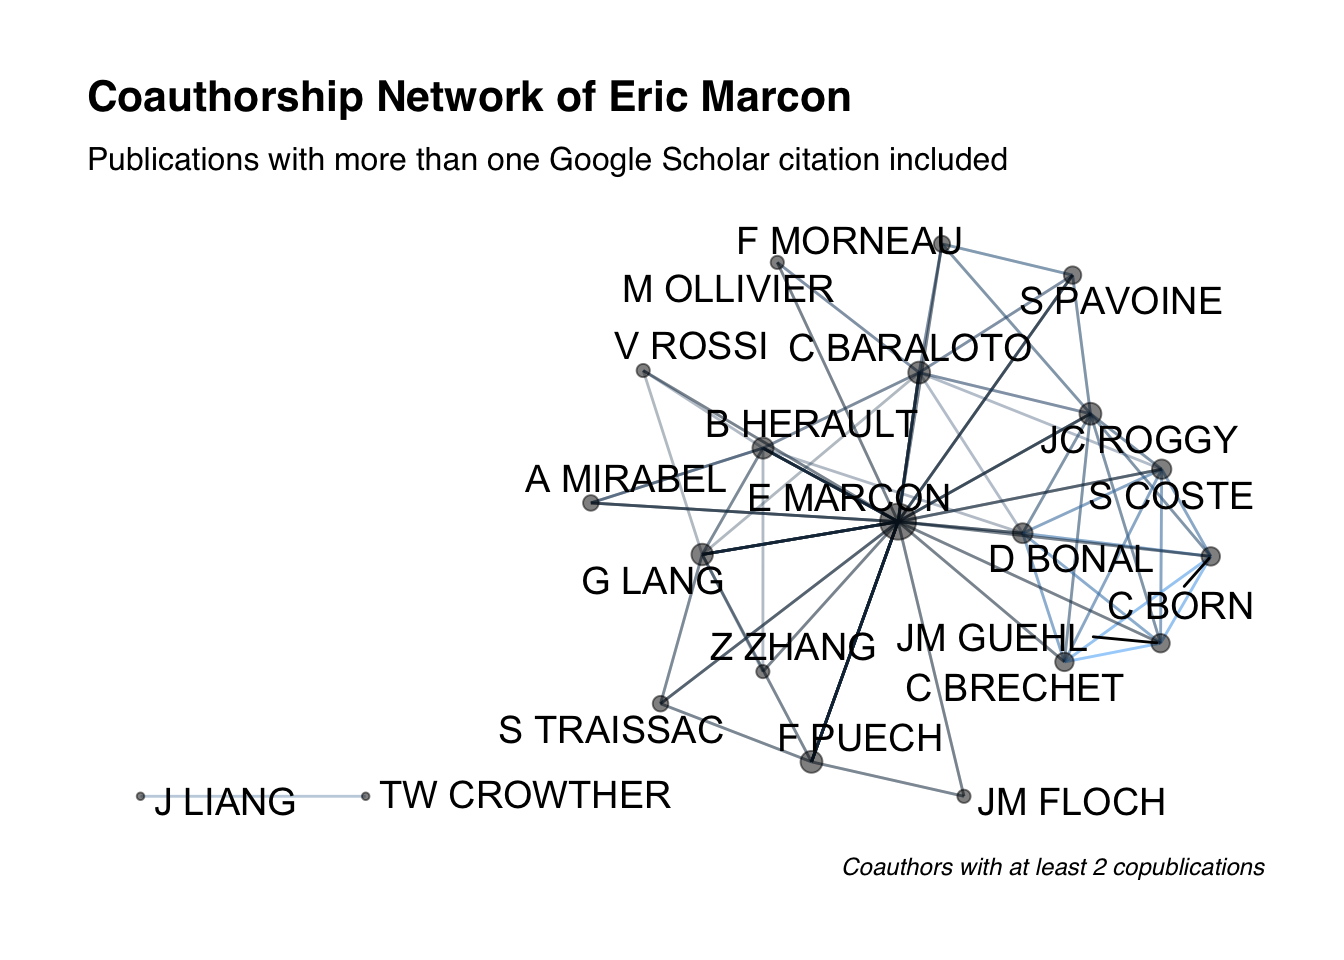 Coauthorship Network of Eric Marcon
Publications with more than one Google Scholar citation included
F MORNEAU
M OLLIVIER
S PAVOINE
V ROSSI
C BARALOTO
B HERAULT
JC ROGGY
A MIRABEL
E MARCON
S COSTE
D BONAL
G LANG
C BORN
Z ZHANG
JM GUEHL
C BRECHET
S TRAISSAC
F PUECH
J LIANG
TW CROWTHER
JM FLOCH
Coauthors with at least 2 copublications